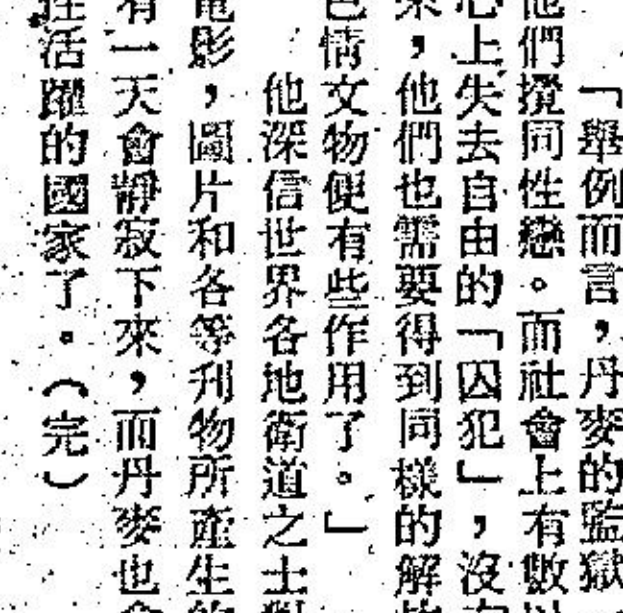 「舉例而言，丹麥的監獄
他們攪同性戀。而社會上有數以
心上失去自由的「囚犯」，沒有
來，他們也需要得到同樣的解
色情文物便有些作用了。」
他深信世界各地衛道之士對
電影，圖片和各等刋物所產生的
有一天會靜寂下來，而丹麥也會
活躍的國家了。（完）